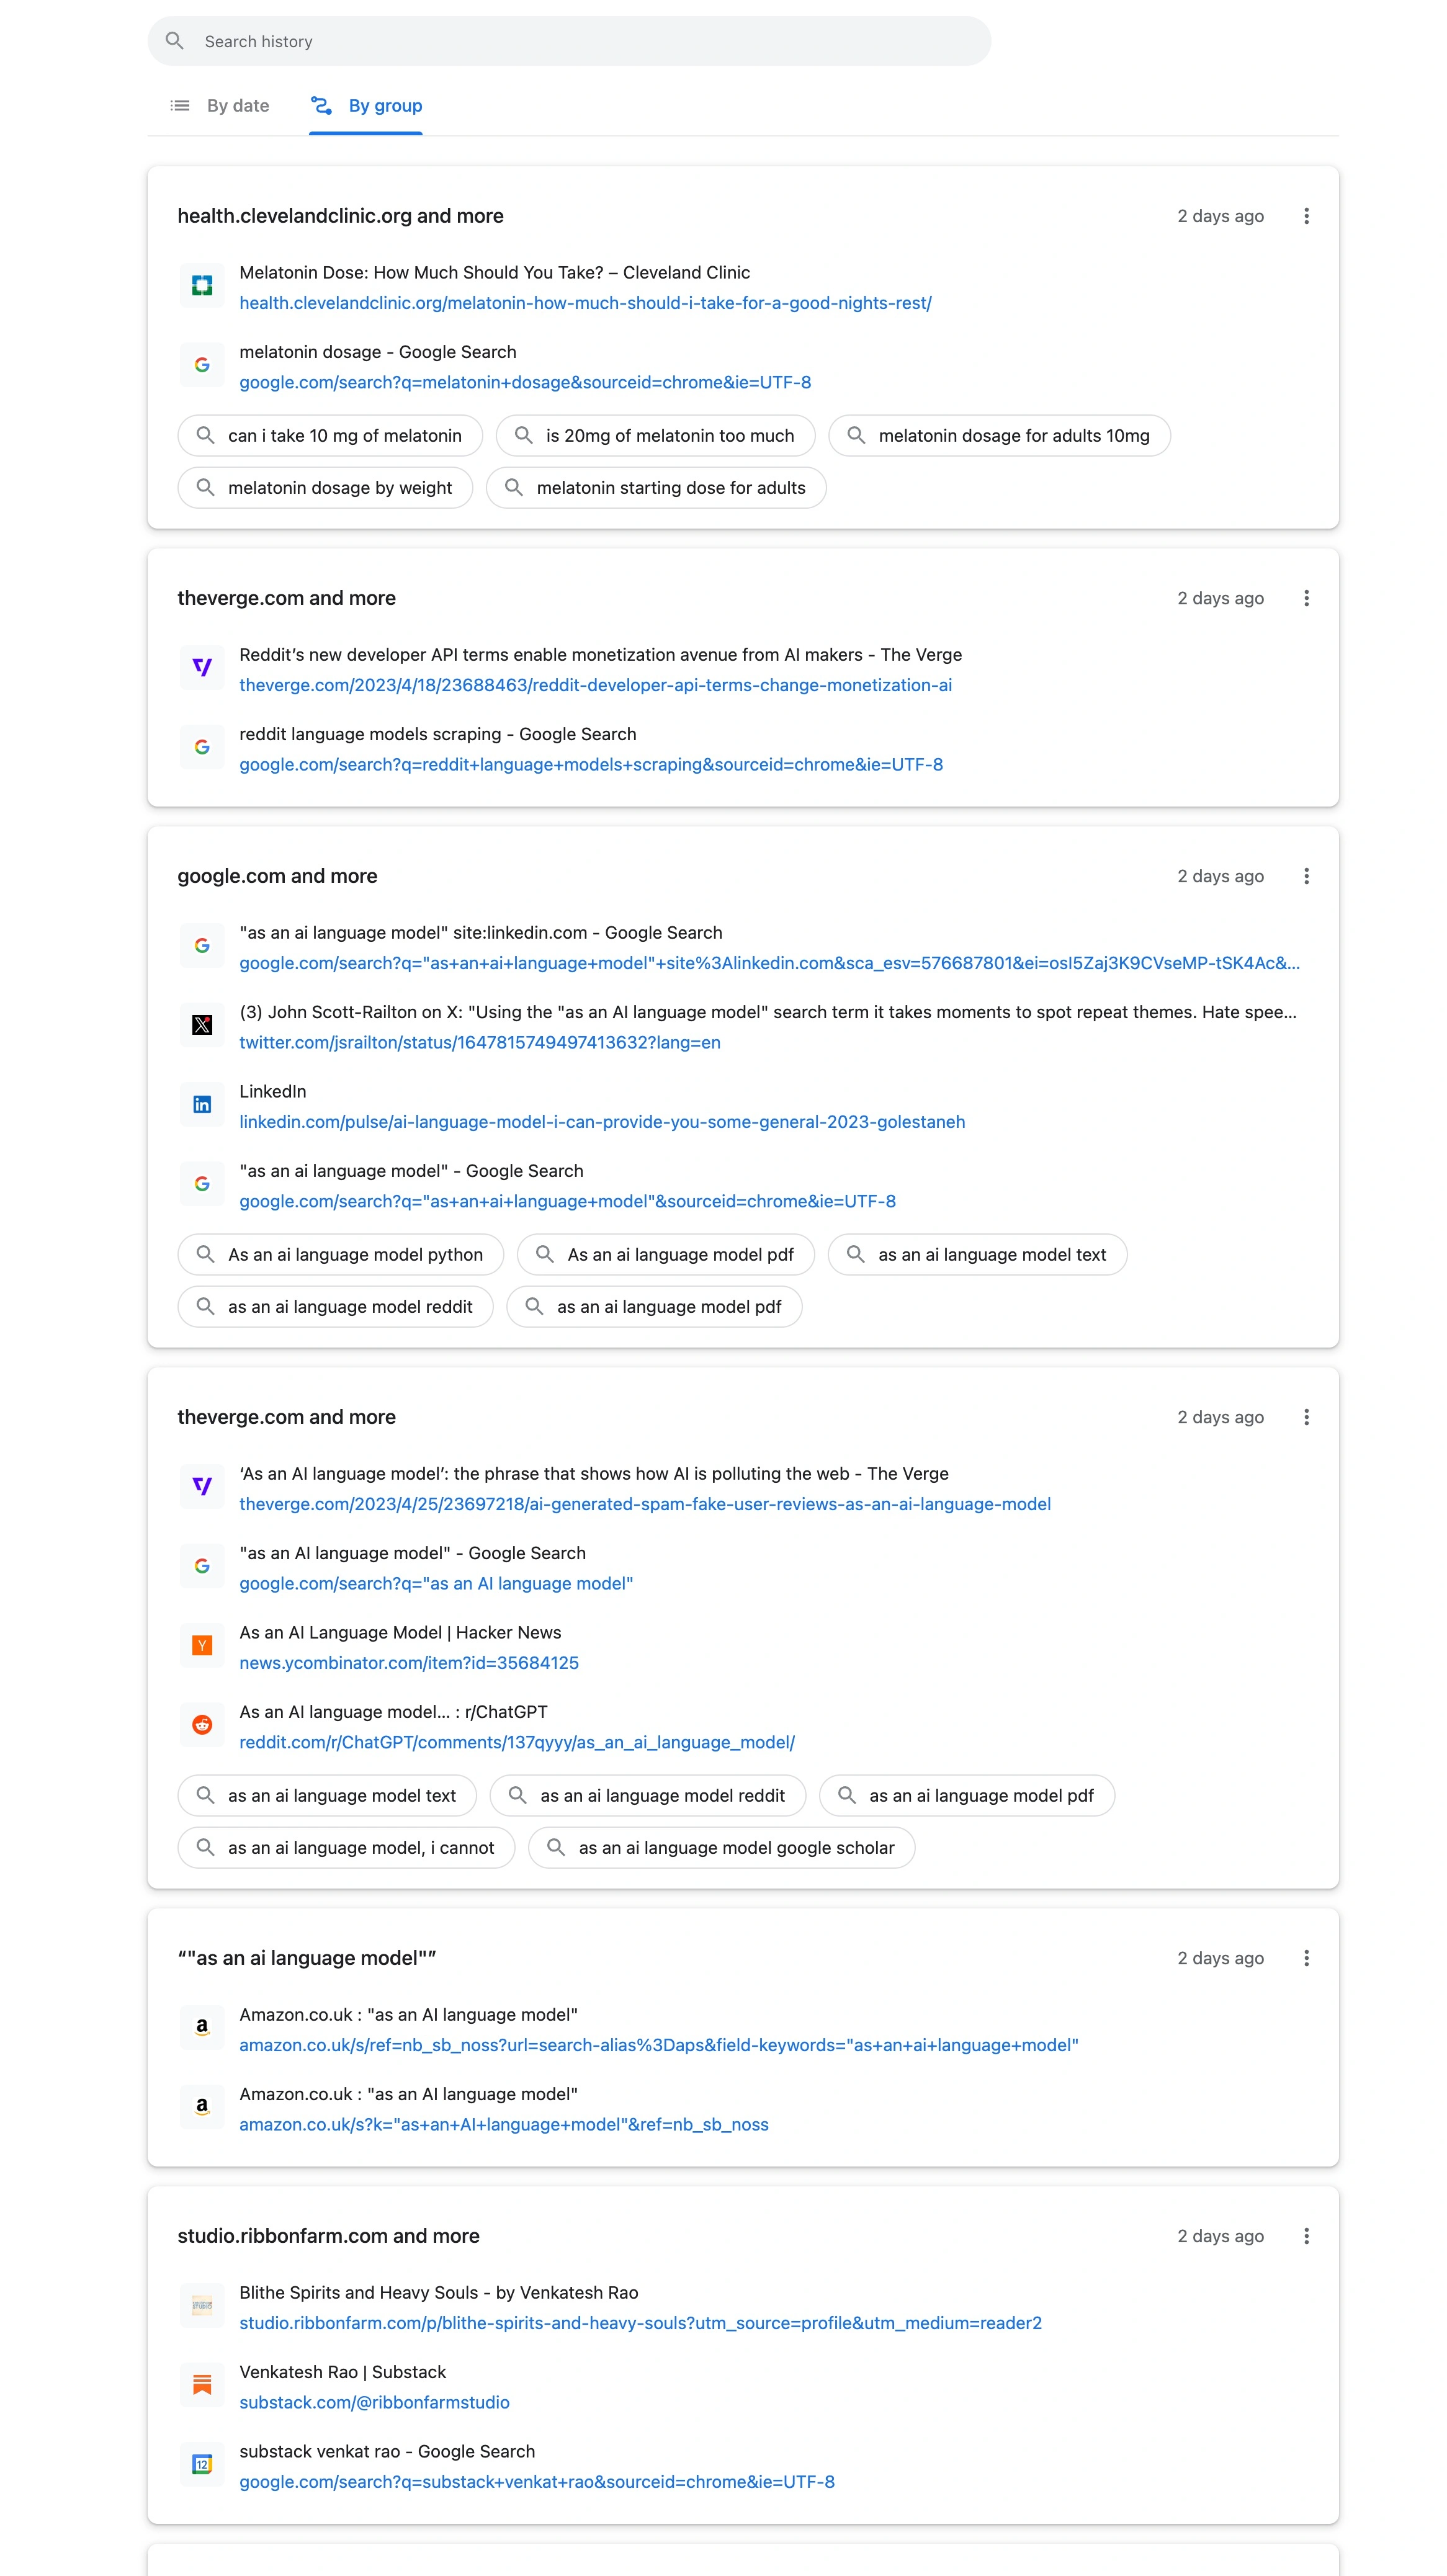 Search history
By date
By group
health.clevelandclinic.org and more
2 days ago
Melatonin Dose: How Much Should You Take? – Cleveland Clinic
health.clevelandclinic.org/melatonin-how-much-should-i-take-for-a-good-nights-rest/
melatonin dosage - Google Search
google.com/search?q=melatonin+dosage&sourceid=chrome&ie=UTF-8
can i take 10 mg of melatonin
is 20mg of melatonin too much
melatonin dosage for adults 10mg
melatonin dosage by weight
melatonin starting dose for adults
theverge.com and more
2 days ago
Reddit’s new developer API terms enable monetization avenue from AI makers - The Verge
theverge.com/2023/4/18/23688463/reddit-developer-api-terms-change-monetization-ai
reddit language models scraping - Google Search
google.com/search?q=reddit+language+models+scraping&sourceid=chrome&ie=UTF-8
google.com and more
2 days ago
"as an ai language model" site:linkedin.com - Google Search
google.com/search?q="as+an+ai+language+model"+site%3Alinkedin.com&sca_esv=576687801&ei=osI5Zaj3K9CVseMP-tSK4Ac&...
(3) John Scott-Railton on X: "Using the "as an AI language model" search term it takes moments to spot repeat themes. Hate spee...
twitter.com/jsrailton/status/1647815749497413632?lang=en
LinkedIn
linkedin.com/pulse/ai-language-model-i-can-provide-you-some-general-2023-golestaneh
"as an ai language model" - Google Search
google.com/search?q="as+an+ai+language+model"&sourceid=chrome&ie=UTF-8
As an ai language model python
As an ai language model pdf
as an ai language model text
as an ai language model reddit
as an ai language model pdf
theverge.com and more
2 days ago
‘As an AI language model’: the phrase that shows how AI is polluting the web - The Verge
theverge.com/2023/4/25/23697218/ai-generated-spam-fake-user-reviews-as-an-ai-language-model
"as an AI language model" - Google Search
google.com/search?q="as an AI language model"
As an AI Language Model | Hacker News
news.ycombinator.com/item?id=35684125
As an AI language model... : r/ChatGPT
reddit.com/r/ChatGPT/comments/137qyyy/as_an_ai_language_model/
as an ai language model text
as an ai language model reddit
as an ai language model pdf
as an ai language model, i cannot
as an ai language model google scholar
“"as an ai language model"”
2 days ago
Amazon.co.uk : "as an AI language model"
amazon.co.uk/s/ref=nb_sb_noss?url=search-alias%3Daps&field-keywords="as+an+ai+language+model"
Amazon.co.uk : "as an AI language model"
amazon.co.uk/s?k="as+an+AI+language+model"&ref=nb_sb_noss
studio.ribbonfarm.com and more
2 days ago
Blithe Spirits and Heavy Souls - by Venkatesh Rao
studio.ribbonfarm.com/p/blithe-spirits-and-heavy-souls?utm_source=profile&utm_medium=reader2
Venkatesh Rao | Substack
substack.com/@ribbonfarmstudio
12
substack venkat rao - Google Search
google.com/search?q=substack+venkat+rao&sourceid=chrome&ie=UTF-8